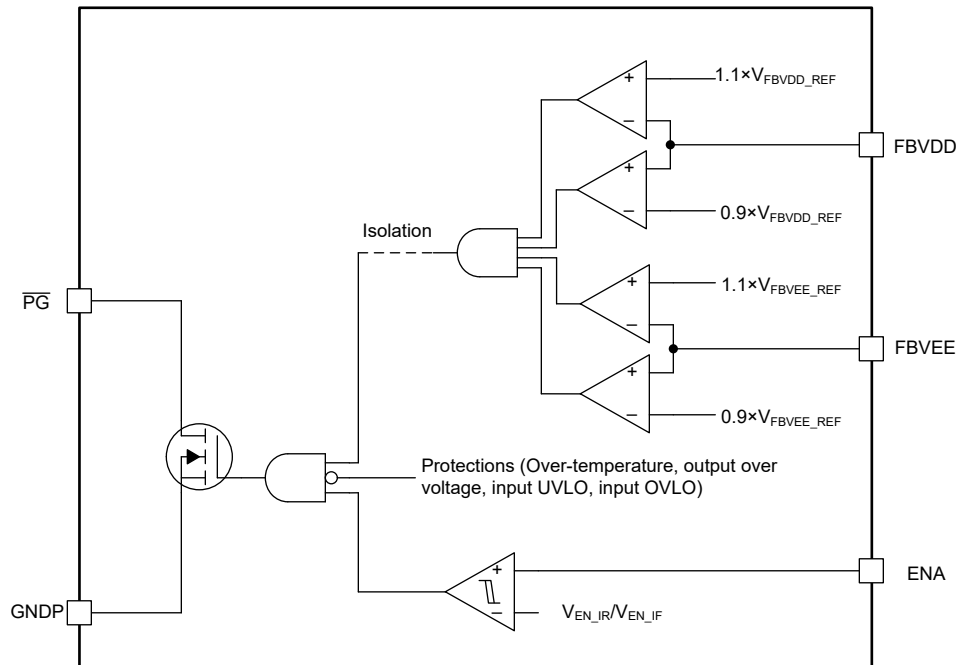 1.1×VFBVDD_REF
+
−
FBVDD
+
−
0.9×VFBVDD_REF
Isolation
1.1×VFBVEE_REF
+
−
PG
FBVEE
+
−
0.9×VFBVEE_REF
Protections (Over-temperature, output over
voltage, input UVLO, input OVLO)
+
−
ENA
GNDP
VEN_IR/VEN_IF